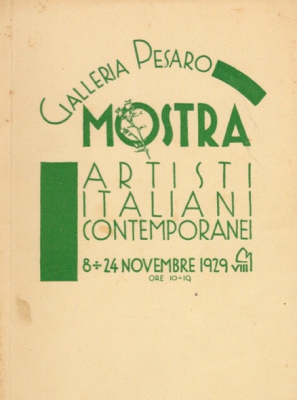 GALLERIA PESARO
MOSTRA
ARTISTI
ITALIANI
CONTEMPORANEI
8÷24 NOVEMBRE 1929 VIII
ORE 10-19